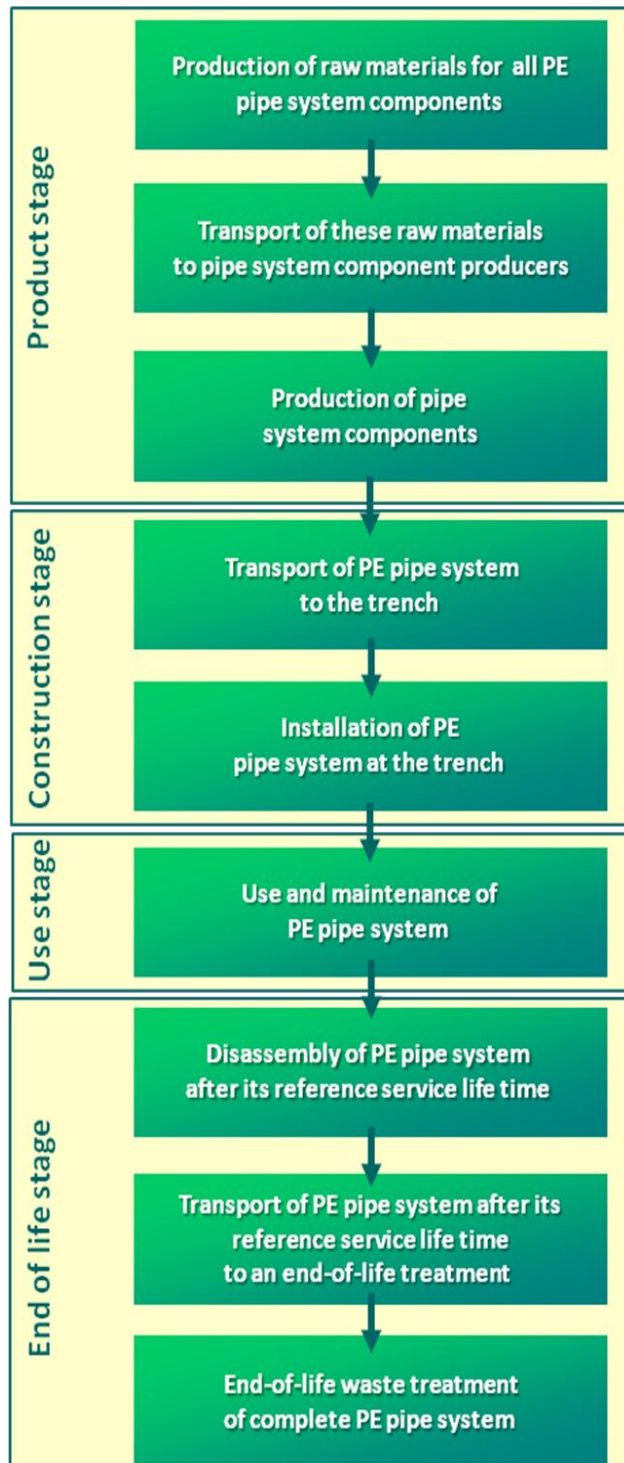 Product stage
Production of raw materials for all PE
pipe system components
Transport of these raw materials
to pipe system component producers
Production of pipe
system components
Construction stage
Transport of PE pipe system
to the trench
Installation of PE
pipe system at the trench
Use stage
Use and maintenance of
PE pipe system
End of life stage
Disassembly of PE pipe system
after its reference service life time
Transport of PE pipe system after its
reference service life time
to an end-of-life treatment
End-of-life waste treatment
of complete PE pipe system